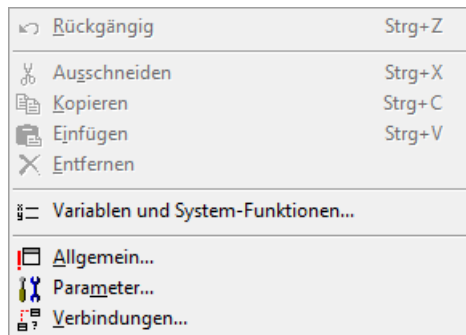 Rückgängig Strg+Z
Ausschneiden Strg+X
Kopieren Strg+C
Einfügen Strg+V
Entfernen
Variablen und System-Funktionen...
Allgemein...
Parameter...
Verbindungen...